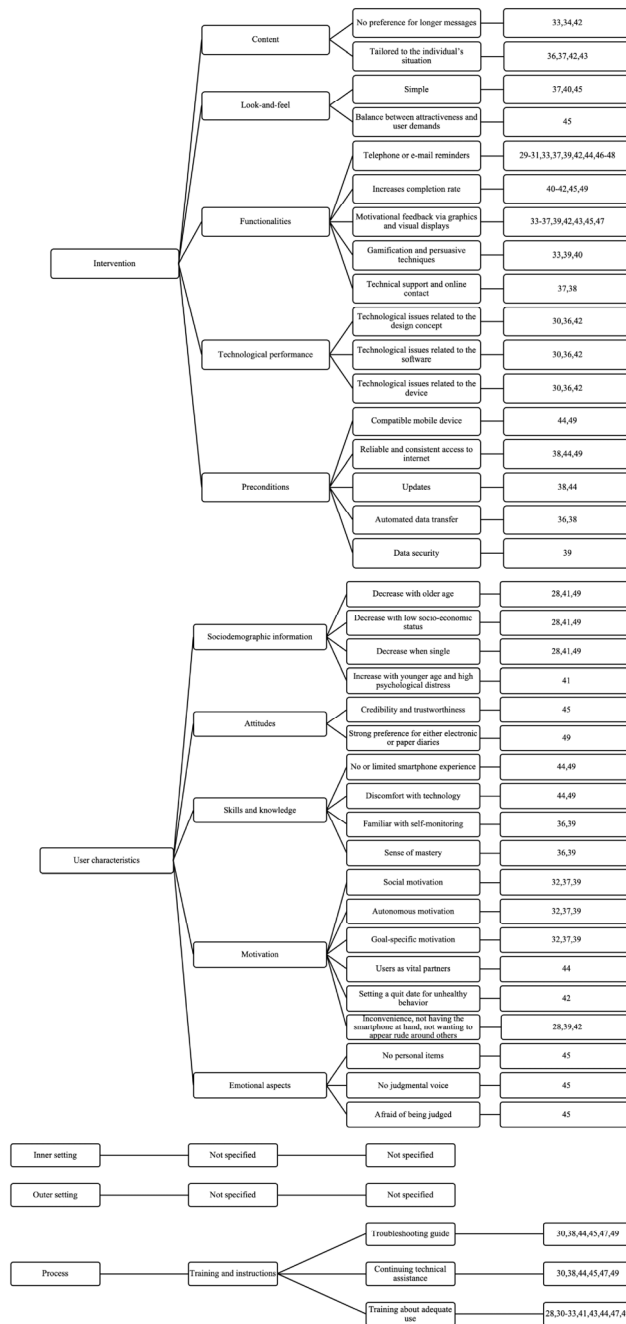 No preference for longer messages
33,34,42
Content
Tailored to the individual's
situation
36,37,42,43
Simple
37,40,45
Look-and-feel
Balance between attractiveness and
user demands
45
Telephone or e-mail reminders
29-31,33,37,39,42,44,46-48
Increases completion rate
40-42,45,49
Functionalities
Motivational feedback via graphics
and visual displays
33-37,39,42,43,45,47
Intervention
Gamification and persuasive
techniques
33,39,40
Technical support and online
contact
37,38
Technological issues related to the
design concept
30,36,42
Technological performance
Technological issues related to the
software
30,36,42
Technological issues related to the
device
30,36,42
Compatible mobile device
44,49
Reliable and consistent access to
internet
38,44,49
Preconditions
Updates
38,44
Automated data transfer
36,38
Data security
39
Decrease with older age
28,41,49
Decrease with low socio-economic
status
28,41,49
Sociodemographic information
Decrease when single
28,41,49
Increase with younger age and high
psychological distress
41
Credibility and trustworthiness
45
Attitudes
Strong preference for either electronic
or paper diaries
49
No or limited smartphone experience
44,49
Discomfort with technology
44,49
Skills and knowledge
Familiar with self-monitoring
36,39
Sense of mastery
36,39
User characteristics
Social motivation
32,37,39
Autonomous motivation
32,37,39
Goal-specific motivation
32,37,39
Motivation
Users as vital partners
44
Setting a quit date for unhealthy
behavior
42
Inconvenience, not having the
smartphone at hand, not wanting to
appear rude around others
28,39,42
No personal items
45
Emotional aspects
No judgmental voice
45
Afraid of being judged
45
Inner setting
Not specified
Not specified
Outer setting
Not specified
Not specified
Troubleshooting guide
30,38,44,45,47,49
Process
Training and instructions
Continuing technical
assistance
30,38,44,45,47,49
Training about adequate
use
28,30-33,41,43,44,47,4